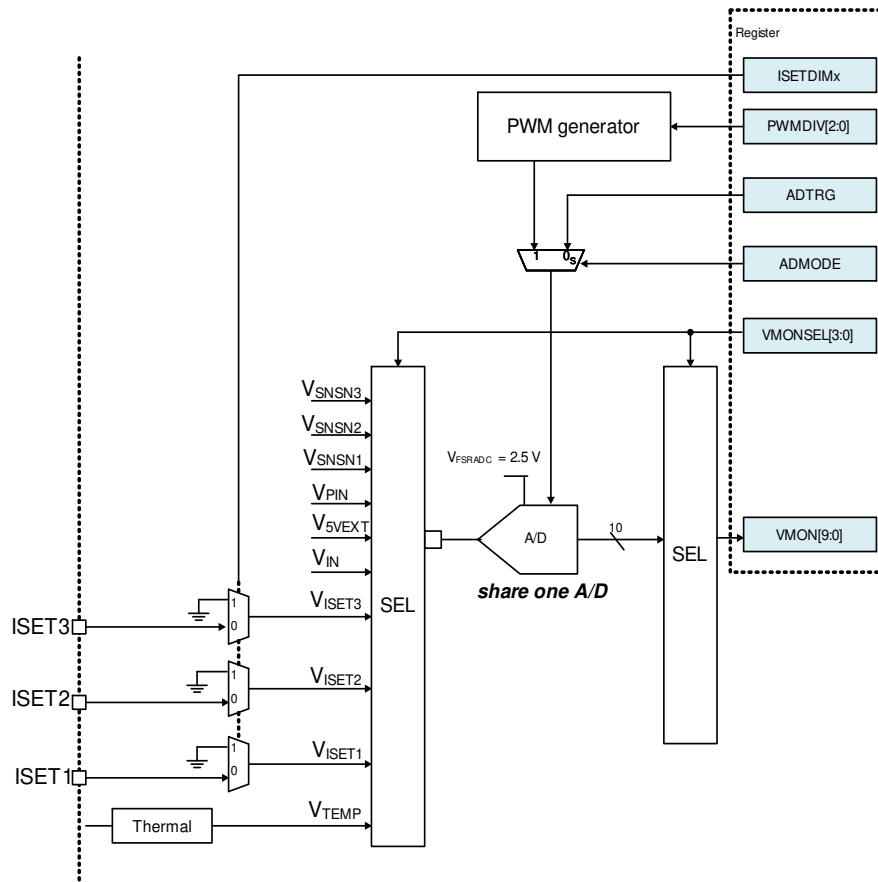 Register
ISETDIMx
PWM generator
PWMDIV[2:0]
ADTRG
1
0
S
ADMODE
VMONSEL[3:0]
VSNSN3
VSNSN2
VSNSN1
VFSRADC = 2.5 V
VPIN
V5VEXT
A/D
10
SEL
VMON[9:0]
VIN
SEL
share one A/D
1
VISET3
ISET3
0
1
VISET2
ISET2
0
1
VISET1
ISET1
0
VTEMP
Thermal